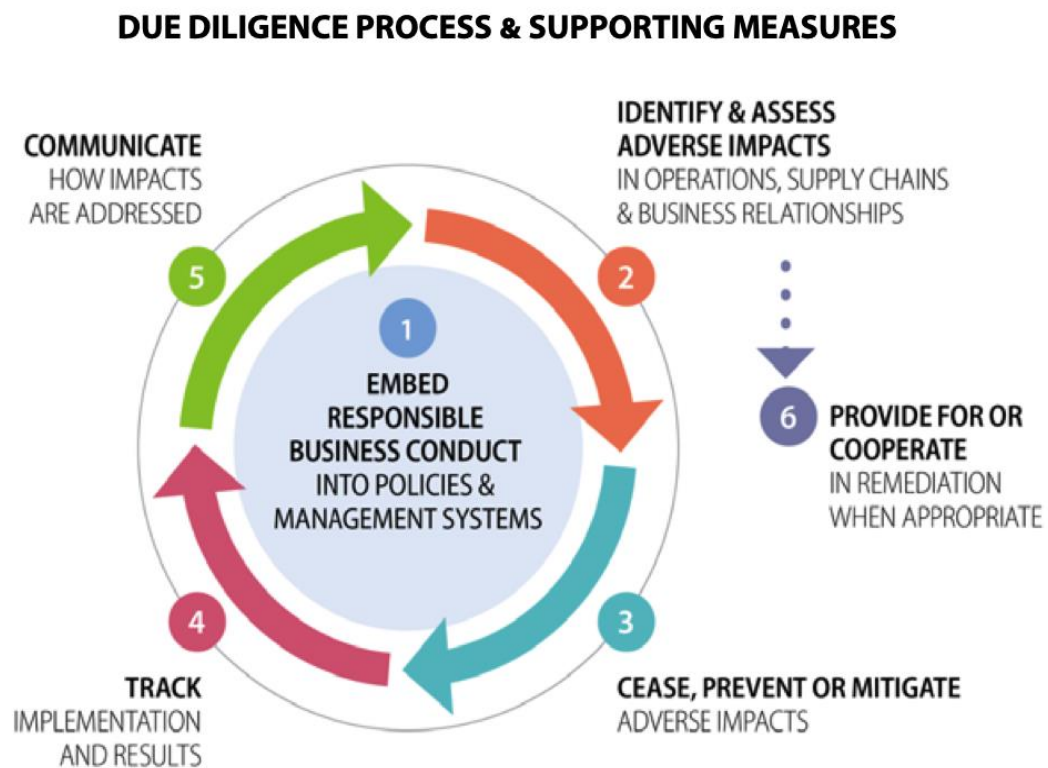 DUE DILIGENCE PROCESS & SUPPORTING MEASURES
1
EMBED
RESPONSIBLE
BUSINESS CONDUCT
INTO POLICIES &
MANAGEMENT SYSTEMS
2
IDENTIFY & ASSESS
ADVERSE IMPACTS
IN OPERATIONS, SUPPLY CHAINS
& BUSINESS RELATIONSHIPS
3
CEASE, PREVENT OR MITIGATE
ADVERSE IMPACTS
4
TRACK
IMPLEMENTATION
AND RESULTS
5
COMMUNICATE
HOW IMPACTS
ARE ADDRESSED
6
PROVIDE FOR OR
COOPERATE
IN REMEDIATION
WHEN APPROPRIATE